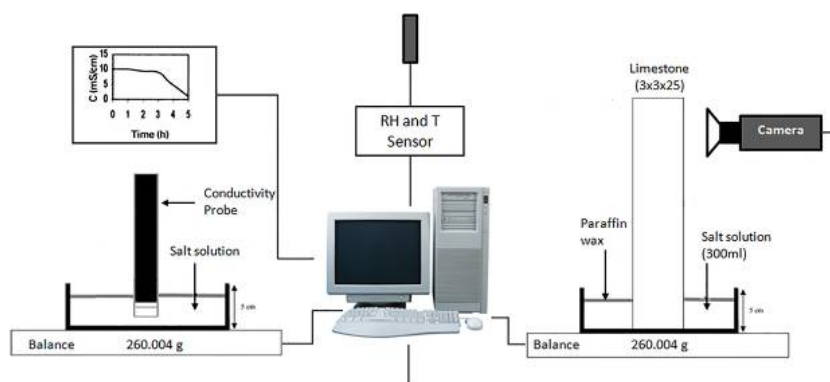 15
10
5
0
C (mS/cm)
0 1 2 3 4 5
Time (h)
RH and T
Sensor
Limestone
(3x3x25)
Camera
Conductivity
Probe
Salt solution
5 cm
Balance 260.004 g
Paraffin
wax
Salt solution
(300ml)
5 cm
Balance 260.004 g